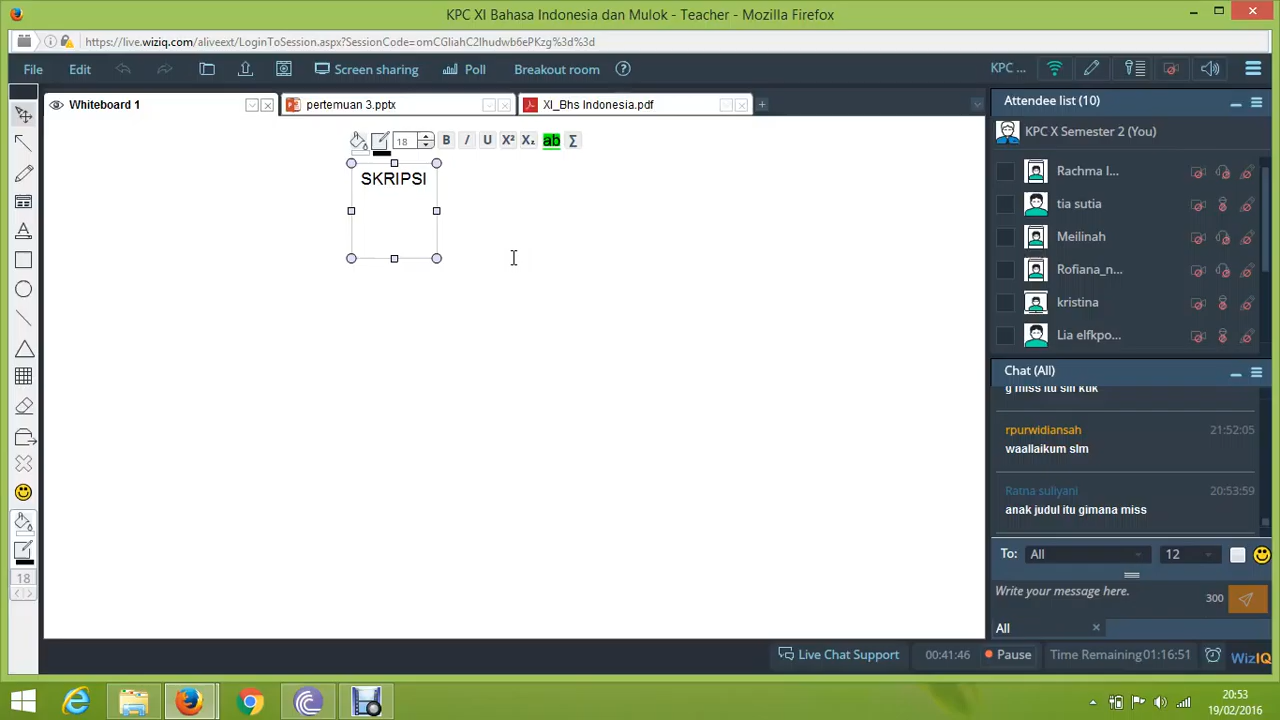 KPC XI Bahasa Indonesia dan Mulok - Teacher - Mozilla Firefox
https://live.wiziq.com/aliveext/LoginToSession.aspx?SessionCode=omCGliahC2lhudwb6ePKzg%3d%3d
File Edit Screen sharing Poll Breakout room KPC ...
Whiteboard 1 pertemuan 3.pptx XI_Bhs Indonesia.pdf
Attendee list (10)
KPC X Semester 2 (You)
18 B I U X² X₂ ab Σ
SKRIPSI
Rachma I...
tia sutia
Meilinah
Rofiana_n...
kristina
Lia elfkpo...
Chat (All)
g miss itu sm kuk
rpurwidiansah 21:52:05
waallaikum slm
Ratna suliyani 20:53:59
anak judul itu gimana miss
To: All 12
Write your message here. 300
All
18
Live Chat Support 00:41:46 Pause Time Remaining 01:16:51 WizIQ
20:53
19/02/2016